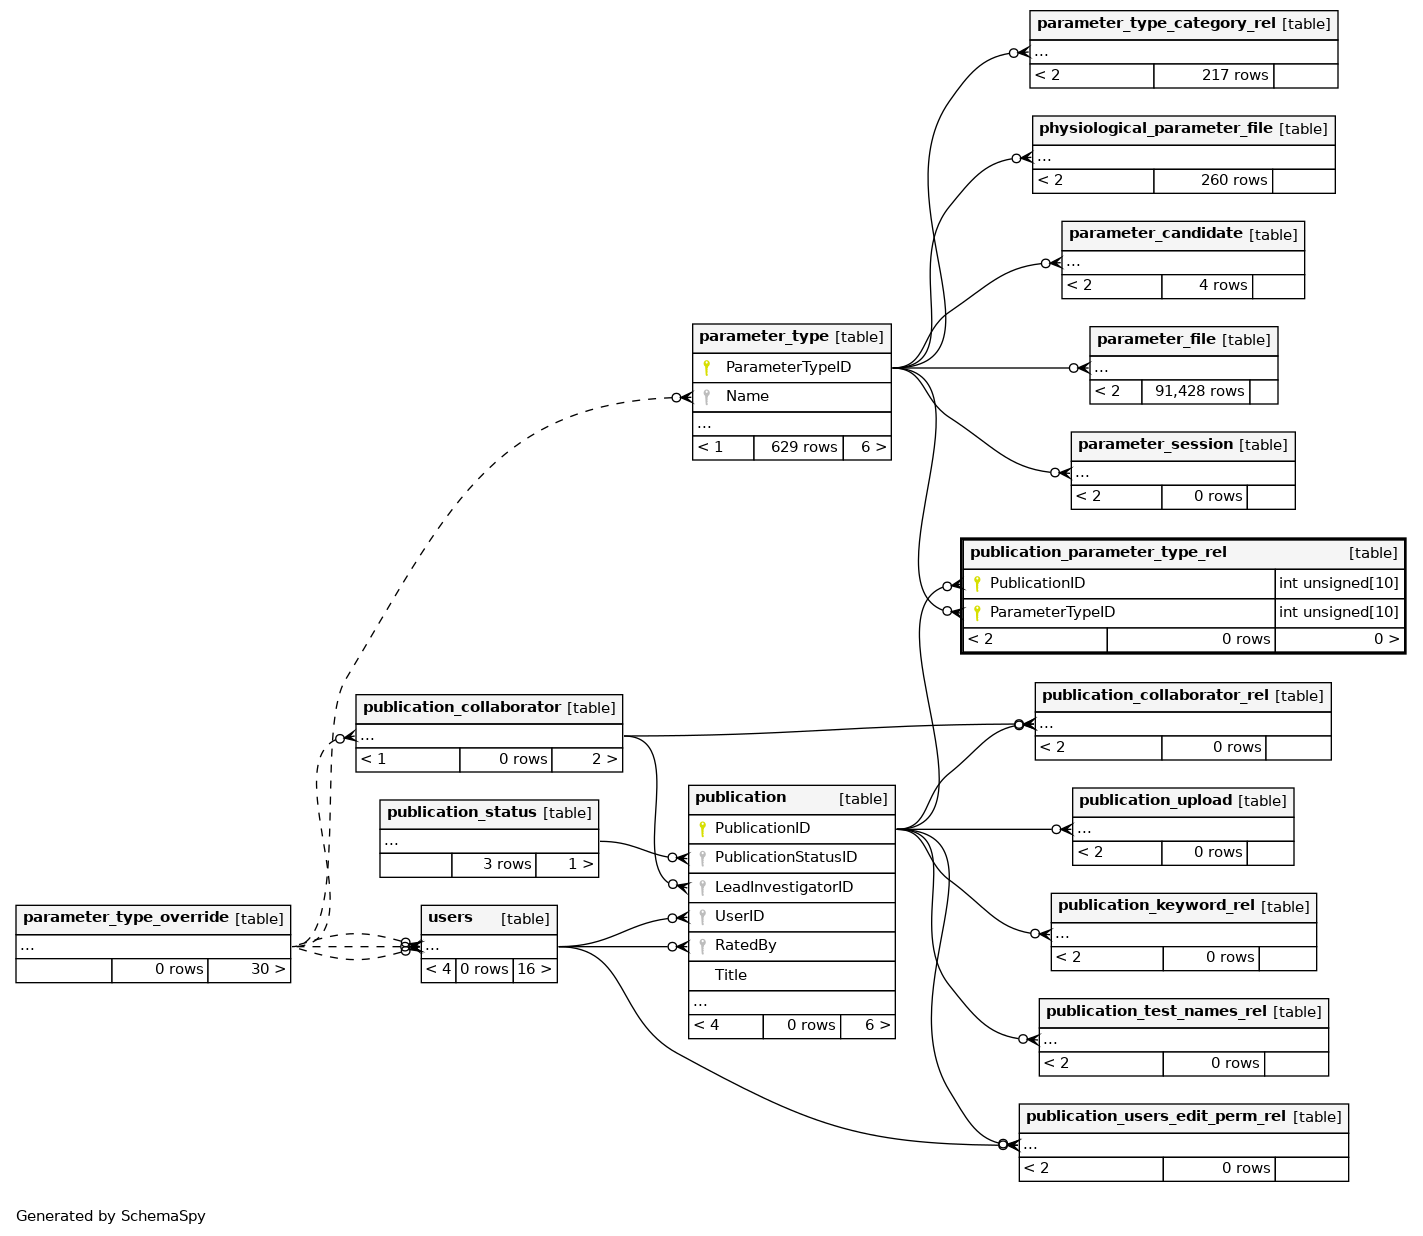 parameter_type_category_rel [table]
...
< 2 217 rows
physiological_parameter_file [table]
...
< 2 260 rows
parameter_candidate [table]
...
< 2 4 rows
parameter_type [table]
ParameterTypeID
Name
...
< 1 629 rows 6 >
parameter_file [table]
...
< 2 91,428 rows
parameter_session [table]
...
< 2 0 rows
publication_parameter_type_rel [table]
PublicationID int unsigned[10]
ParameterTypeID int unsigned[10]
< 2 0 rows 0 >
publication_collaborator [table]
...
< 1 0 rows 2 >
publication_collaborator_rel [table]
...
< 2 0 rows
publication_status [table]
...
3 rows 1 >
publication [table]
PublicationID
PublicationStatusID
LeadInvestigatorID
UserID
RatedBy
Title
...
< 4 0 rows 6 >
publication_upload [table]
...
< 2 0 rows
parameter_type_override [table]
...
0 rows 30 >
users [table]
...
< 4 0 rows 16 >
publication_keyword_rel [table]
...
< 2 0 rows
publication_test_names_rel [table]
...
< 2 0 rows
publication_users_edit_perm_rel [table]
...
< 2 0 rows
Generated by SchemaSpy